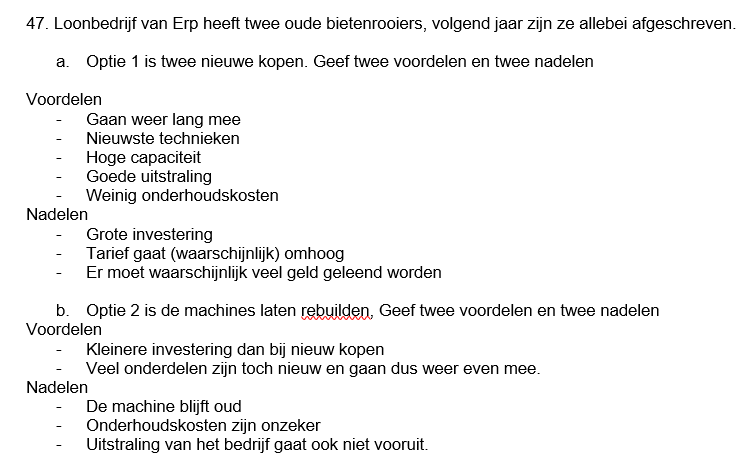 47. Loonbedrijf van Erp heeft twee oude bietenrooiers, volgend jaar zijn ze allebei afgeschreven.
a. Optie 1 is twee nieuwe kopen. Geef twee voordelen en twee nadelen
Voordelen
- Gaan weer lang mee
- Nieuwste technieken
- Hoge capaciteit
- Goede uitstraling
- Weinig onderhoudskosten
Nadelen
- Grote investering
- Tarief gaat (waarschijnlijk) omhoog
- Er moet waarschijnlijk veel geld geleend worden
b. Optie 2 is de machines laten rebuilden, Geef twee voordelen en twee nadelen
Voordelen
- Kleinere investering dan bij nieuw kopen
- Veel onderdelen zijn toch nieuw en gaan dus weer even mee.
Nadelen
- De machine blijft oud
- Onderhoudskosten zijn onzeker
- Uitstraling van het bedrijf gaat ook niet vooruit.